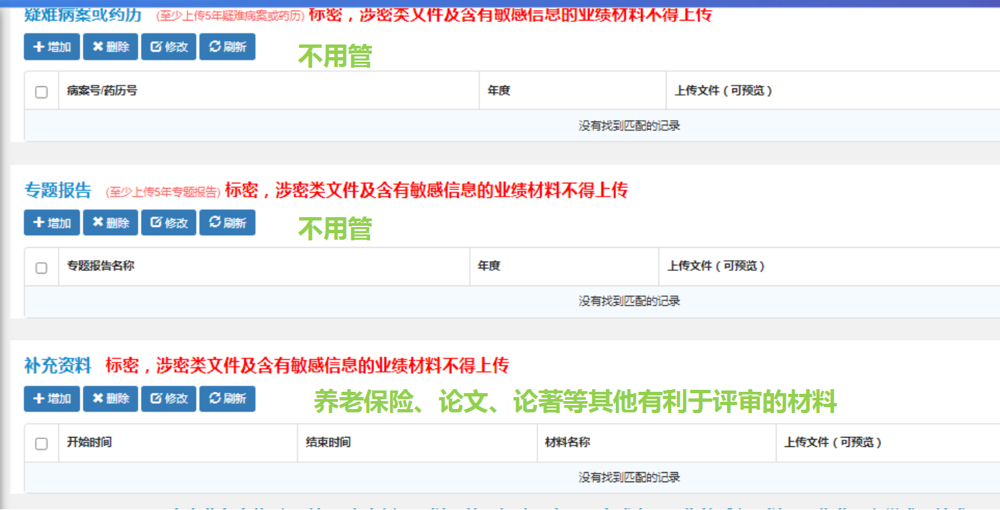 疑难病案或药历 (至少上传5年疑难病案或药历) 标密，涉密类文件及含有敏感信息的业绩材料不得上传
增加 删除 修改 刷新
不用管
病案号/药历号 年度 上传文件（可预览）
没有找到匹配的记录
专题报告 (至少上传5年专题报告) 标密，涉密类文件及含有敏感信息的业绩材料不得上传
增加 删除 修改 刷新
不用管
专题报告名称 年度 上传文件（可预览）
没有找到匹配的记录
补充资料 标密，涉密类文件及含有敏感信息的业绩材料不得上传
增加 删除 修改 刷新
养老保险、论文、论著等其他有利于评审的材料
开始时间 结束时间 材料名称 上传文件（可预览）
没有找到匹配的记录